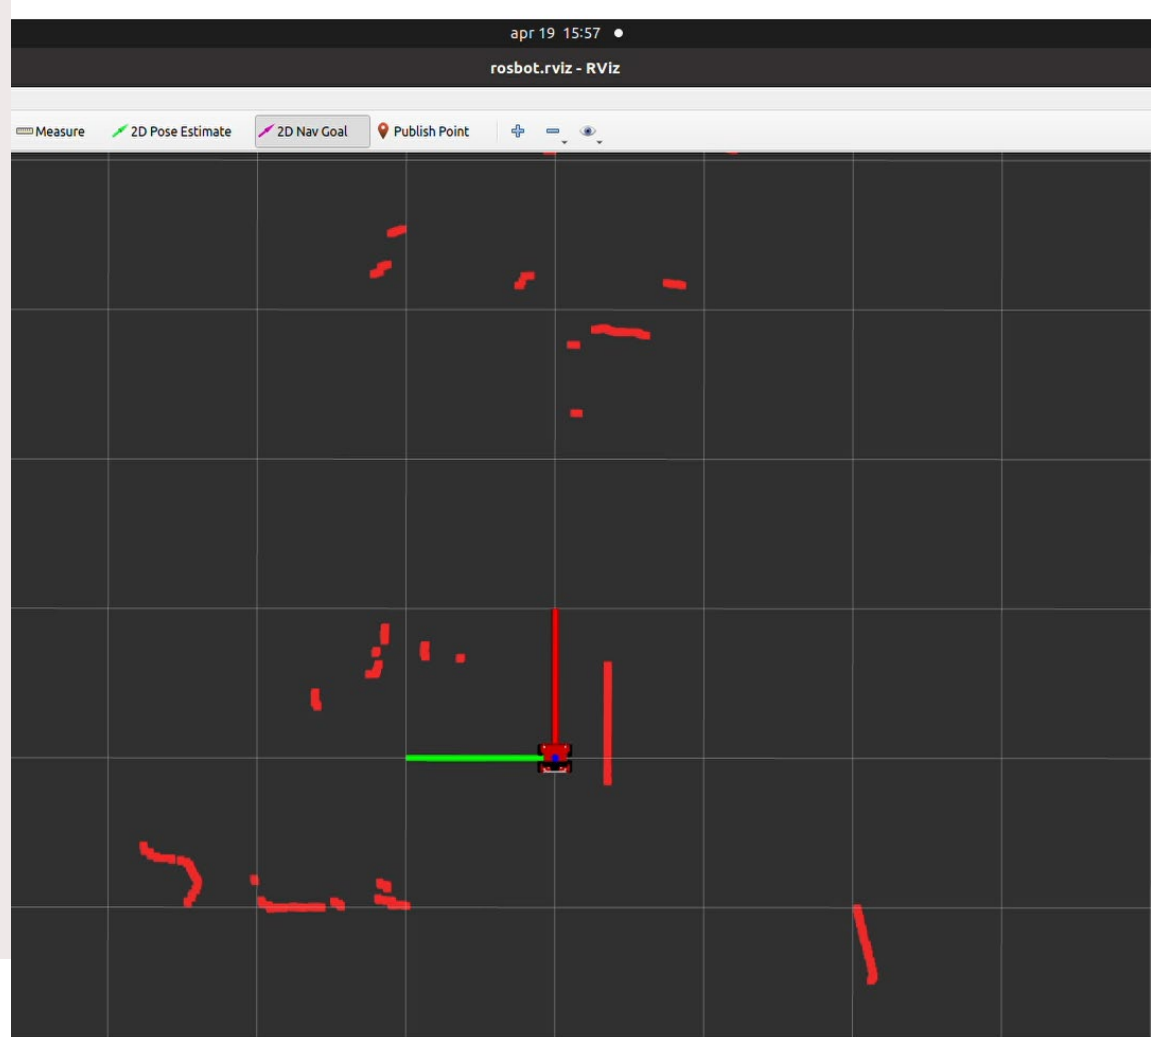 apr 19 15:57
rosbot.rviz - RViz
Measure 2D Pose Estimate 2D Nav Goal Publish Point